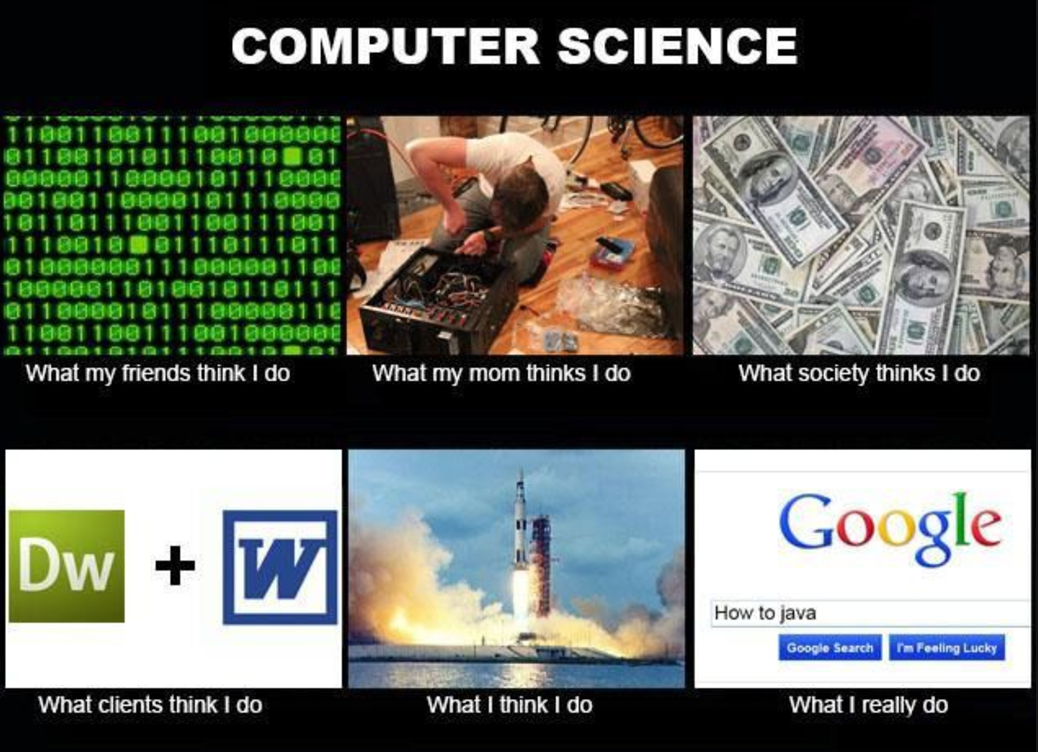 COMPUTER SCIENCE
What my friends think I do
What my mom thinks I do
What society thinks I do
Dw + W
Google
How to java
Google Search I'm Feeling Lucky
What clients think I do
What I think I do
What I really do